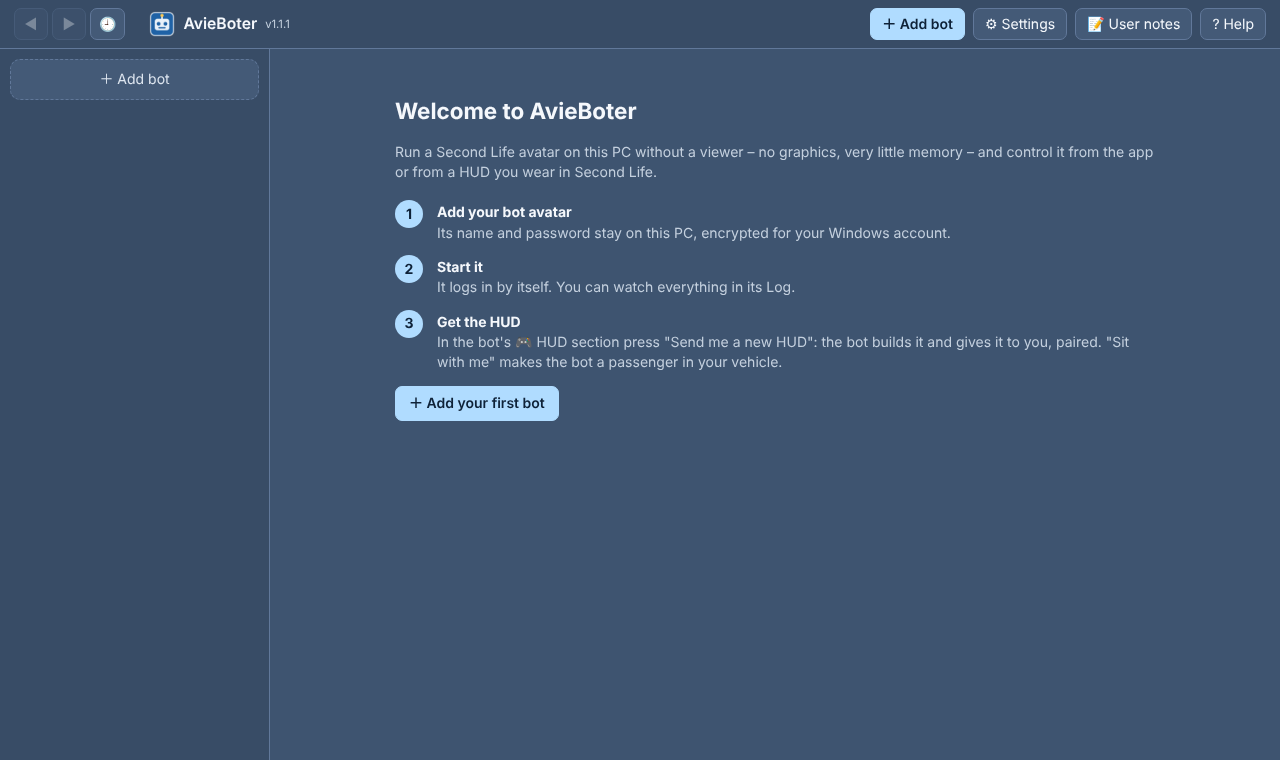 AvieBoter v1.1.1
+ Add bot
Settings
User notes
? Help
+ Add bot
Welcome to AvieBoter
Run a Second Life avatar on this PC without a viewer – no graphics, very little memory – and control it from the app
or from a HUD you wear in Second Life.
1 Add your bot avatar
Its name and password stay on this PC, encrypted for your Windows account.
2 Start it
It logs in by itself. You can watch everything in its Log.
3 Get the HUD
In the bot's 🎮 HUD section press "Send me a new HUD": the bot builds it and gives it to you, paired. "Sit
with me" makes the bot a passenger in your vehicle.
+ Add your first bot